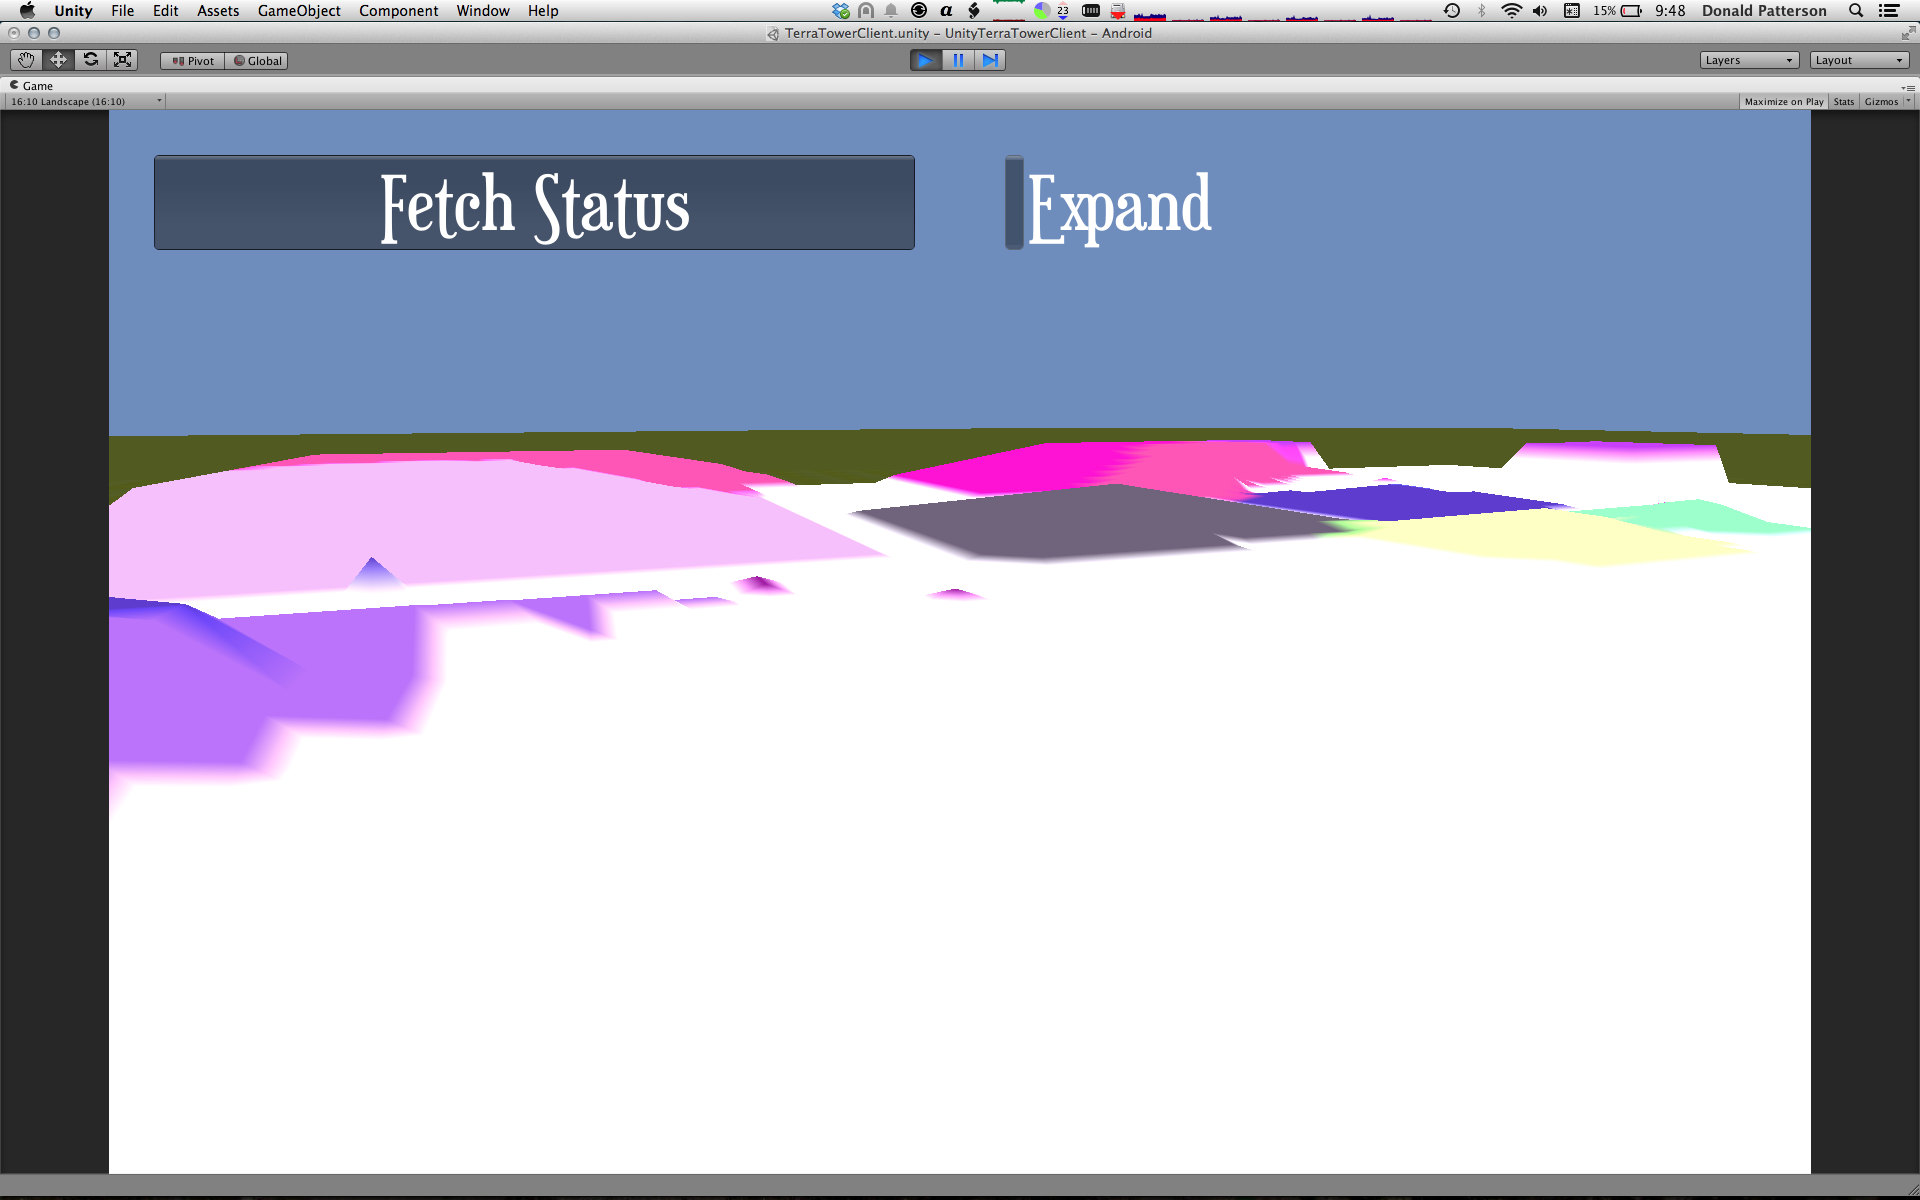 Unity File Edit Assets GameObject Component Window Help 23 15% 9:48 Donald Patterson
TerraTowerClient.unity – UnityTerraTowerClient – Android
Pivot Global Layers Layout
Game
16:10 Landscape (16:10) Maximize on Play Stats Gizmos
Fetch Status Expand